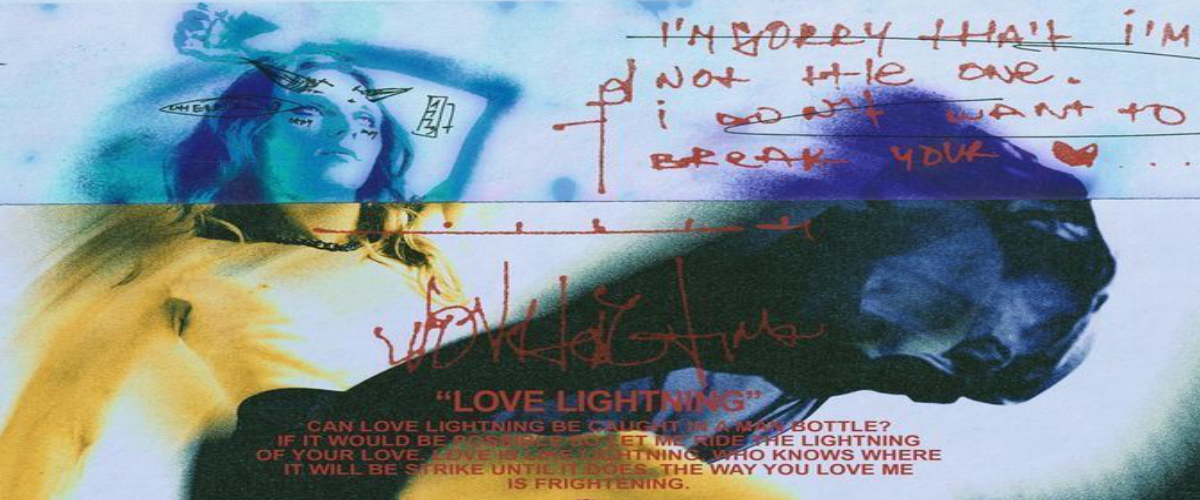 I'M SORRY tHAt i'M
NOt tHe ONE.
i DON't WANT tO
BREAK YOUR ♥ ..
"LOVE LIGHTNING"
CAN LOVE LIGHTNING BE CAUGHT IN A MAN BOTTLE?
IF IT WOULD BE POSSIBLE SO LET ME RIDE THE LIGHTNING
OF YOUR LOVE. LOVE IS LIKE LIGHTNING, WHO KNOWS WHERE
IT WILL BE STRIKE UNTIL IT DOES. THE WAY YOU LOVE ME
IS FRIGHTENING.